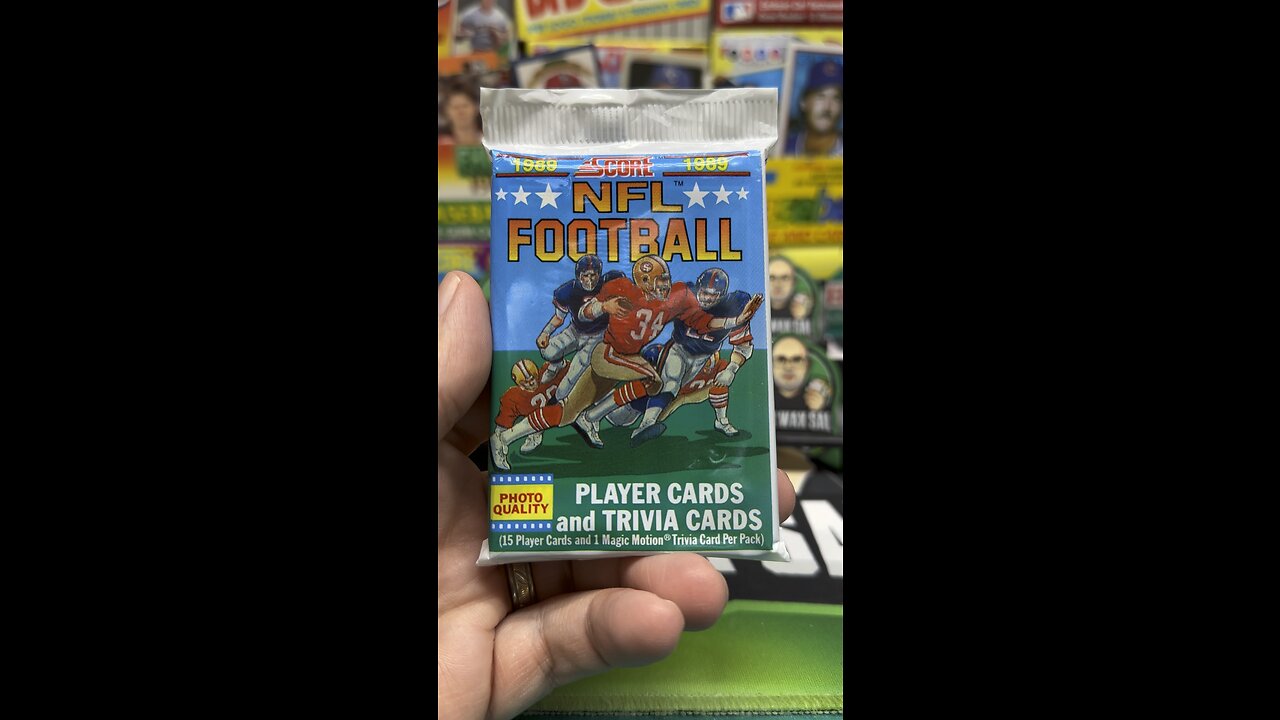 1989 SCORE 1989
NFL™
FOOTBALL
34
PHOTO
QUALITY
PLAYER CARDS
and TRIVIA CARDS
(15 Player Cards and 1 Magic Motion® Trivia Card Per Pack)
WAX SAL